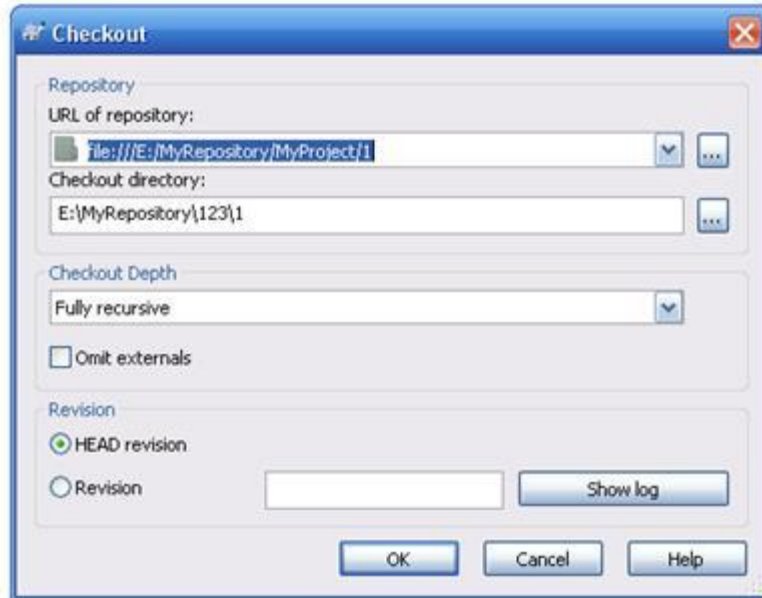 Checkout
Repository
URL of repository:
file:///E:/MyRepository/MyProject/1
...
Checkout directory:
E:\MyRepository\123\1
...
Checkout Depth
Fully recursive
Omit externals
Revision
HEAD revision
Revision
Show log
OK Cancel Help